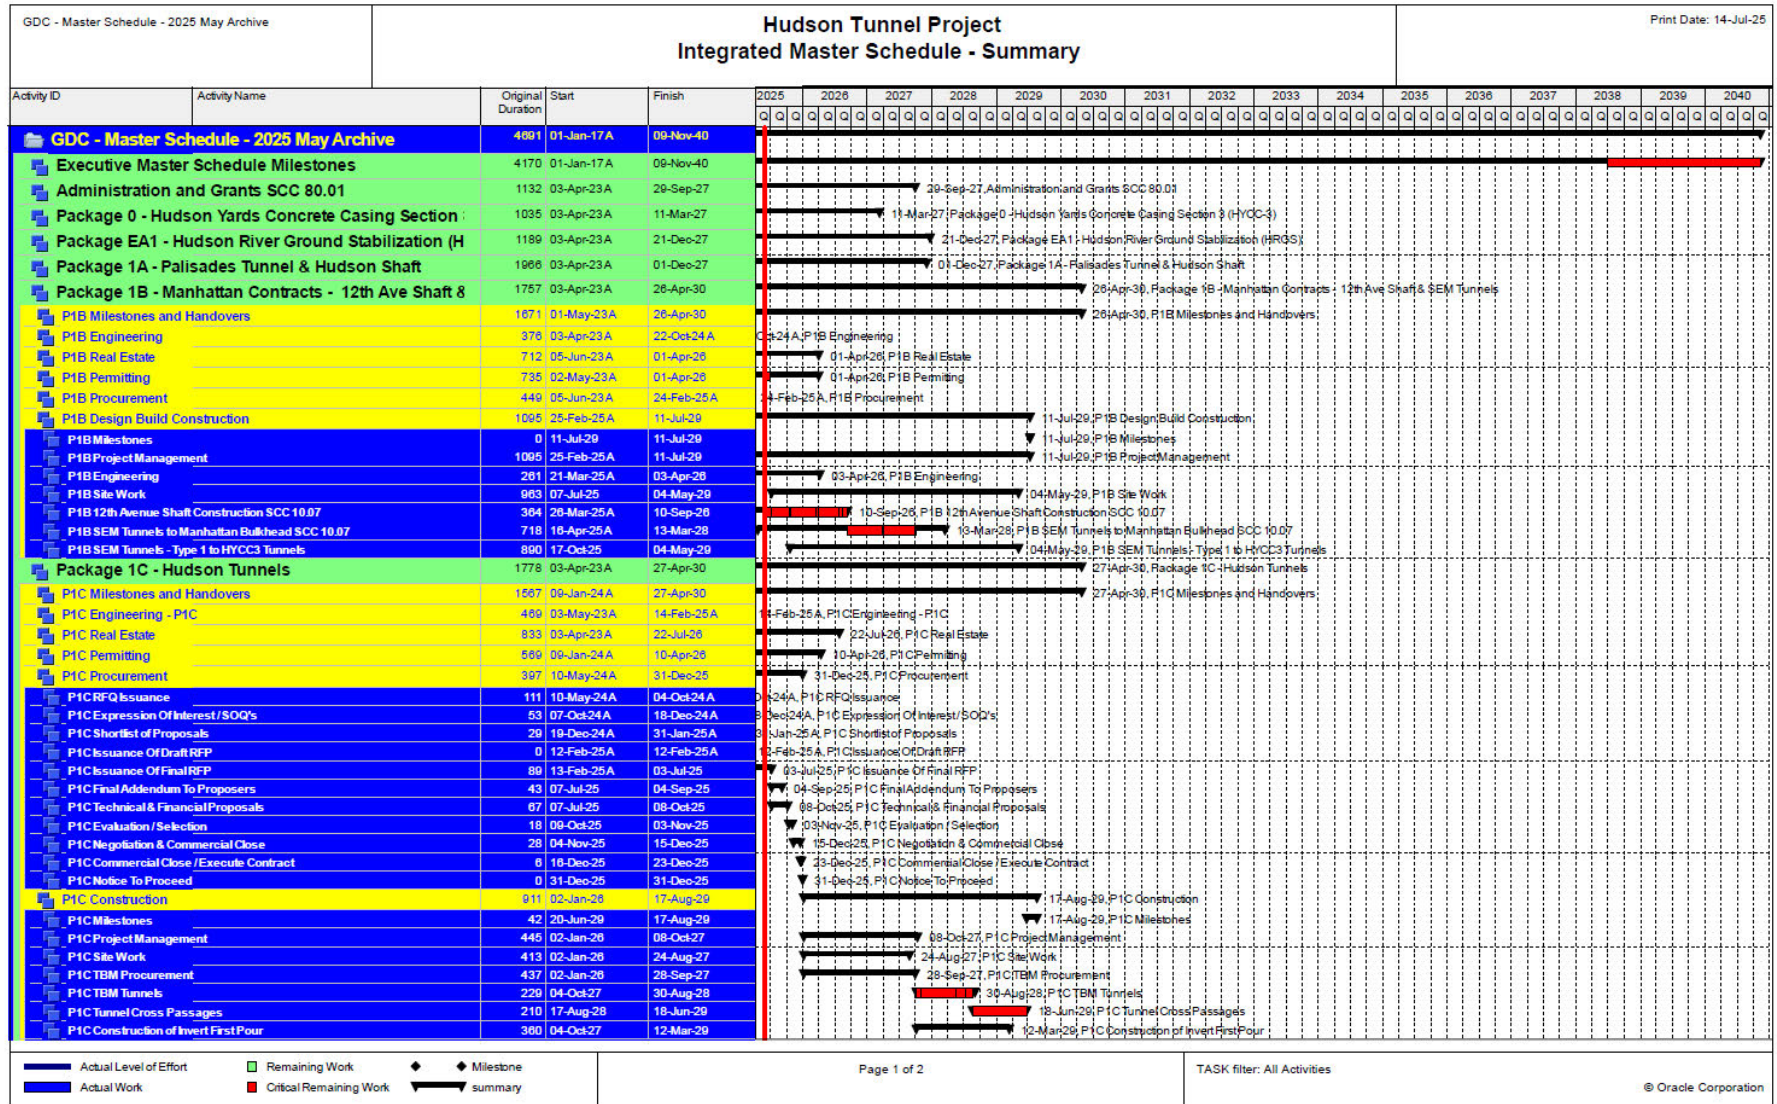 GDC - Master Schedule - 2025 May Archive
Hudson Tunnel Project
Integrated Master Schedule - Summary
Print Date: 14-Jul-25
Activity ID Activity Name Original Duration Start Finish 2025 2026 2027 2028 2029 2030 2031 2032 2033 2034 2035 2036 2037 2038 2039 2040
Q Q Q Q Q Q Q Q Q Q Q Q Q Q Q Q Q Q Q Q Q Q Q Q Q Q Q Q Q Q Q Q Q Q Q Q Q Q Q Q Q Q Q Q Q Q Q Q Q Q Q Q Q Q Q Q Q Q Q Q Q Q Q
GDC - Master Schedule - 2025 May Archive 4691 01-Jan-17 A 09-Nov-40
Executive Master Schedule Milestones 4170 01-Jan-17 A 09-Nov-40
Administration and Grants SCC 80.01 1132 03-Apr-23 A 29-Sep-27 29-Sep-27, Administration and Grants SCC 80.01
Package 0 - Hudson Yards Concrete Casing Section 1035 03-Apr-23 A 11-Mar-27 11-Mar-27, Package 0 - Hudson Yards Concrete Casing Section 3 (HYCC-3)
Package EA1 - Hudson River Ground Stabilization (H 1189 03-Apr-23 A 21-Dec-27 21-Dec-27, Package EA1 - Hudson River Ground Stabilization (HRGS)
Package 1A - Palisades Tunnel & Hudson Shaft 1966 03-Apr-23 A 01-Dec-27 01-Dec-27, Package 1A - Palisades Tunnel & Hudson Shaft
Package 1B - Manhattan Contracts - 12th Ave Shaft & 1757 03-Apr-23 A 26-Apr-30 26-Apr-30, Package 1B - Manhattan Contracts - 12th Ave Shaft & SEM Tunnels
P1B Milestones and Handovers 1671 01-May-23 A 26-Apr-30 26-Apr-30, P1B Milestones and Handovers
P1B Engineering 376 03-Apr-23 A 22-Oct-24 A Oct-24 A, P1B Engineering
P1B Real Estate 712 05-Jun-23 A 01-Apr-26 01-Apr-26, P1B Real Estate
P1B Permitting 735 02-May-23 A 01-Apr-26 01-Apr-26, P1B Permitting
P1B Procurement 449 05-Jun-23 A 24-Feb-25 A 24-Feb-25 A, P1B Procurement
P1B Design Build Construction 1095 25-Feb-25 A 11-Jul-29 11-Jul-29, P1B Design Build Construction
P1B Milestones 0 11-Jul-29 11-Jul-29 11-Jul-29, P1B Milestones
P1B Project Management 1095 25-Feb-25 A 11-Jul-29 11-Jul-29, P1B Project Management
P1B Engineering 261 21-Mar-25 A 03-Apr-26 03-Apr-26, P1B Engineering
P1B Site Work 963 07-Jul-25 04-May-29 04-May-29, P1B Site Work
P1B 12th Avenue Shaft Construction SCC 10.07 364 26-Mar-25 A 10-Sep-26 10-Sep-26, P1B 12th Avenue Shaft Construction SCC 10.07
P1B SEM Tunnels to Manhattan Bulkhead SCC 10.07 718 16-Apr-25 A 13-Mar-28 13-Mar-28, P1B SEM Tunnels to Manhattan Bulkhead SCC 10.07
P1B SEM Tunnels - Type 1 to HYCC3 Tunnels 890 17-Oct-25 04-May-29 04-May-29, P1B SEM Tunnels - Type 1 to HYCC3 Tunnels
Package 1C - Hudson Tunnels 1778 03-Apr-23 A 27-Apr-30 27-Apr-30, Package 1C - Hudson Tunnels
P1C Milestones and Handovers 1567 09-Jan-24 A 27-Apr-30 27-Apr-30, P1C Milestones and Handovers
P1C Engineering - P1C 469 03-May-23 A 14-Feb-25 A 14-Feb-25 A, P1C Engineering - P1C
P1C Real Estate 833 03-Apr-23 A 22-Jul-26 22-Jul-26, P1C Real Estate
P1C Permitting 569 09-Jan-24 A 10-Apr-26 10-Apr-26, P1C Permitting
P1C Procurement 397 10-May-24 A 31-Dec-25 31-Dec-25, P1C Procurement
P1C RFQ Issuance 111 10-May-24 A 04-Oct-24 A Oct-24 A, P1C RFQ Issuance
P1C Expression Of Interest / SOQ's 53 07-Oct-24 A 18-Dec-24 A 8-Dec-24 A, P1C Expression Of Interest / SOQ's
P1C Shortlist of Proposals 29 19-Dec-24 A 31-Jan-25 A 31-Jan-25 A, P1C Shortlist of Proposals
P1C Issuance Of Draft RFP 0 12-Feb-25 A 12-Feb-25 A 12-Feb-25 A, P1C Issuance Of Draft RFP
P1C Issuance Of Final RFP 89 13-Feb-25 A 03-Jul-25 03-Jul-25, P1C Issuance Of Final RFP
P1C Final Addendum To Proposers 43 07-Jul-25 04-Sep-25 04-Sep-25, P1C Final Addendum To Proposers
P1C Technical & Financial Proposals 67 07-Jul-25 08-Oct-25 08-Oct-25, P1C Technical & Financial Proposals
P1C Evaluation / Selection 18 09-Oct-25 03-Nov-25 03-Nov-25, P1C Evaluation / Selection
P1C Negotiation & Commercial Close 28 04-Nov-25 15-Dec-25 15-Dec-25, P1C Negotiation & Commercial Close
P1C Commercial Close / Execute Contract 6 16-Dec-25 23-Dec-25 23-Dec-25, P1C Commercial Close / Execute Contract
P1C Notice To Proceed 0 31-Dec-25 31-Dec-25 31-Dec-25, P1C Notice To Proceed
P1C Construction 911 02-Jan-26 17-Aug-29 17-Aug-29, P1C Construction
P1C Milestones 42 20-Jun-29 17-Aug-29 17-Aug-29, P1C Milestones
P1C Project Management 445 02-Jan-26 08-Oct-27 08-Oct-27, P1C Project Management
P1C Site Work 413 02-Jan-26 24-Aug-27 24-Aug-27, P1C Site Work
P1C TBM Procurement 437 02-Jan-26 28-Sep-27 28-Sep-27, P1C TBM Procurement
P1C TBM Tunnels 229 04-Oct-27 30-Aug-28 30-Aug-28, P1C TBM Tunnels
P1C Tunnel Cross Passages 210 17-Aug-28 18-Jun-29 18-Jun-29, P1C Tunnel Cross Passages
P1C Construction of Invert First Pour 360 04-Oct-27 12-Mar-29 12-Mar-29, P1C Construction of Invert First Pour
Actual Level of Effort Remaining Work Milestone
Actual Work Critical Remaining Work summary
Page 1 of 2
TASK filter: All Activities
© Oracle Corporation